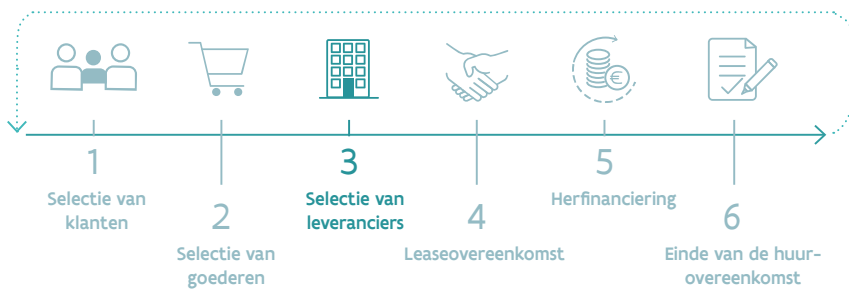 1
Selectie van
klanten
2
Selectie van
goederen
3
Selectie van
leveranciers
4
Leaseovereenkomst
€
5
Herfinanciering
6
Einde van de huur-
overeenkomst